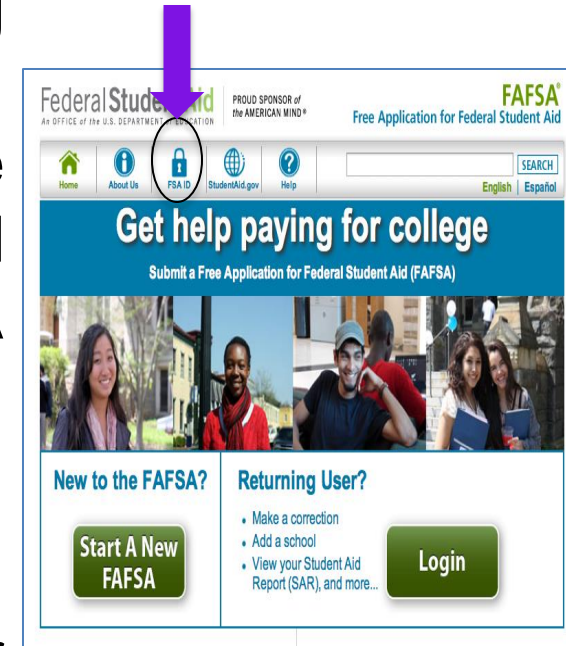 Federal Student Aid
An OFFICE of the U.S. DEPARTMENT of EDUCATION
PROUD SPONSOR of
the AMERICAN MIND®
FAFSA®
Free Application for Federal Student Aid
Home
About Us
FSA ID
StudentAid.gov
Help
SEARCH
English | Español
Get help paying for college
Submit a Free Application for Federal Student Aid (FAFSA)
New to the FAFSA?
Start A New
FAFSA
Returning User?
• Make a correction
• Add a school
• View your Student Aid
Report (SAR), and more...
Login